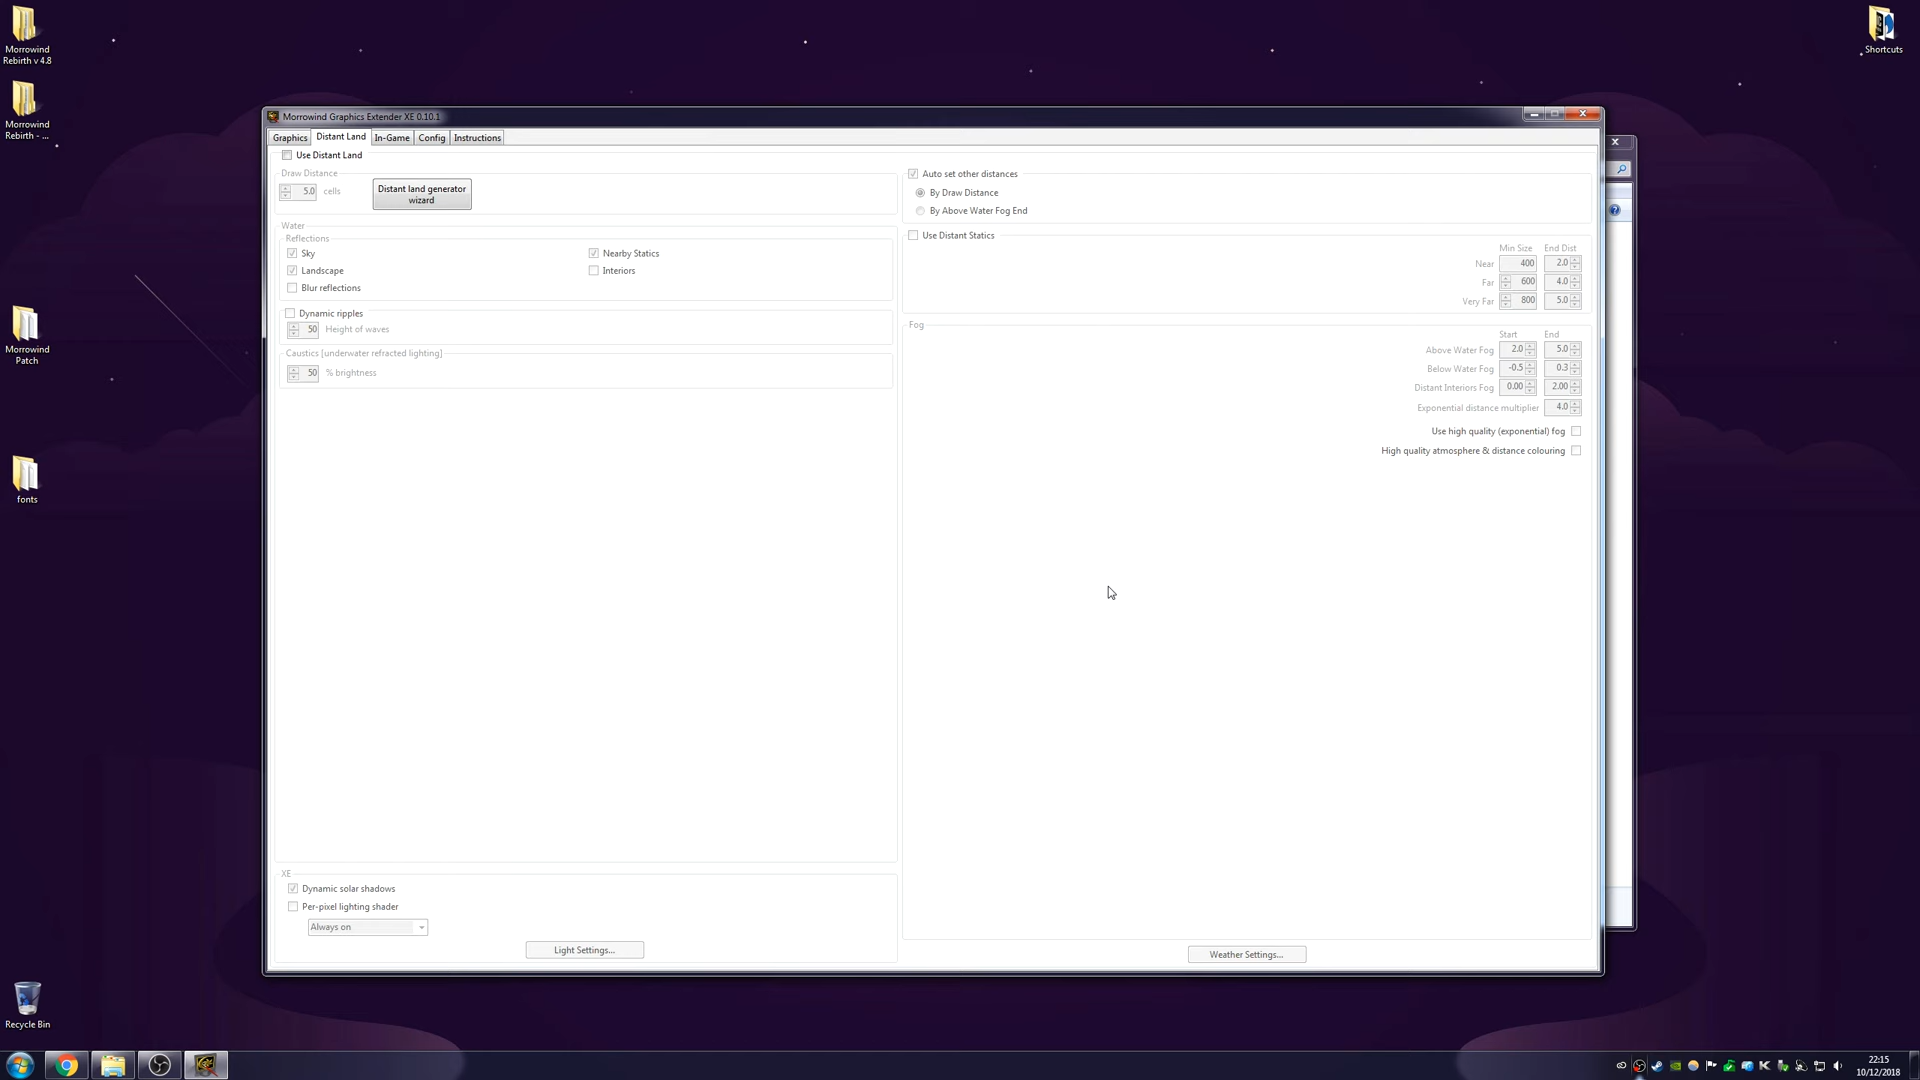 Morrowind
Rebirth v 4.8
Morrowind
Rebirth - ...
Morrowind
Patch
fonts
Recycle Bin
Shortcuts
Morrowind Graphics Extender XE 0.10.1
Graphics
Distant Land
In-Game
Config
Instructions
Use Distant Land
Draw Distance
5.0 cells
Distant land generator
wizard
Water
Reflections
Sky
Nearby Statics
Landscape
Interiors
Blur reflections
Dynamic ripples
50 Height of waves
Caustics [underwater refracted lighting]
50 % brightness
XE
Dynamic solar shadows
Per-pixel lighting shader
Always on
Light Settings...
Auto set other distances
By Draw Distance
By Above Water Fog End
Use Distant Statics
Min Size End Dist
Near 400 2.0
Far 600 4.0
Very Far 800 5.0
Fog
Start End
Above Water Fog 2.0 5.0
Below Water Fog -0.5 0.3
Distant Interiors Fog 0.00 2.00
Exponential distance multiplier 4.0
Use high quality (exponential) fog
High quality atmosphere & distance colouring
Weather Settings...
22:15
10/12/2018